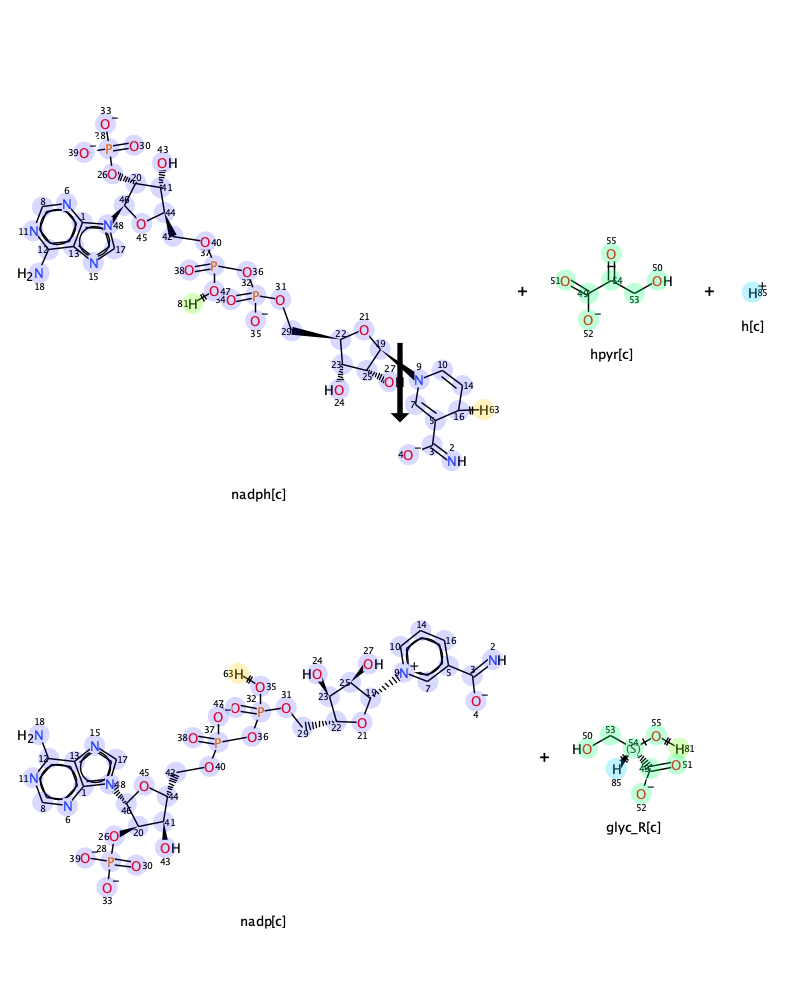 33
O−
28
39 O− P O 30
43
OH
26 O 20
41
6
8 N
46
1
44
11 N N 48
O
45
42
O 40
12
13
17
N
15
H2N
18
37
38 O P O 36
32
O 47
81 H
34 O P O 31
O−
35
29
21
22 O
19
23
27
25 OH
HO
24
9
N
10
14
7
16 H 63
5
4 O− 3
2
NH
nadph[c]
+
55
O
H
51 O
50
OH
54
49
53
O−
52
hpyr[c]
+
H+
85
h[c]
14
10
16
2
NH
5
3
N+
9
7
O−
4
27
OH
24
HO
25
23
19
22 O
21
63 H
O 35
32
47 −O P O 31
O
29
37
38 O P O 36
O 40
18
H2N
15
N
12
13
17
11 N
N 48
1
8
N
6
45
O
42
44
46
20
41
26 O
28
39 O− P O 30
OH
43
O−
33
nadp[c]
+
53
55
O
50
HO
54
(S)
H 81
H
85
49
O 51
O−
52
glyc_R[c]